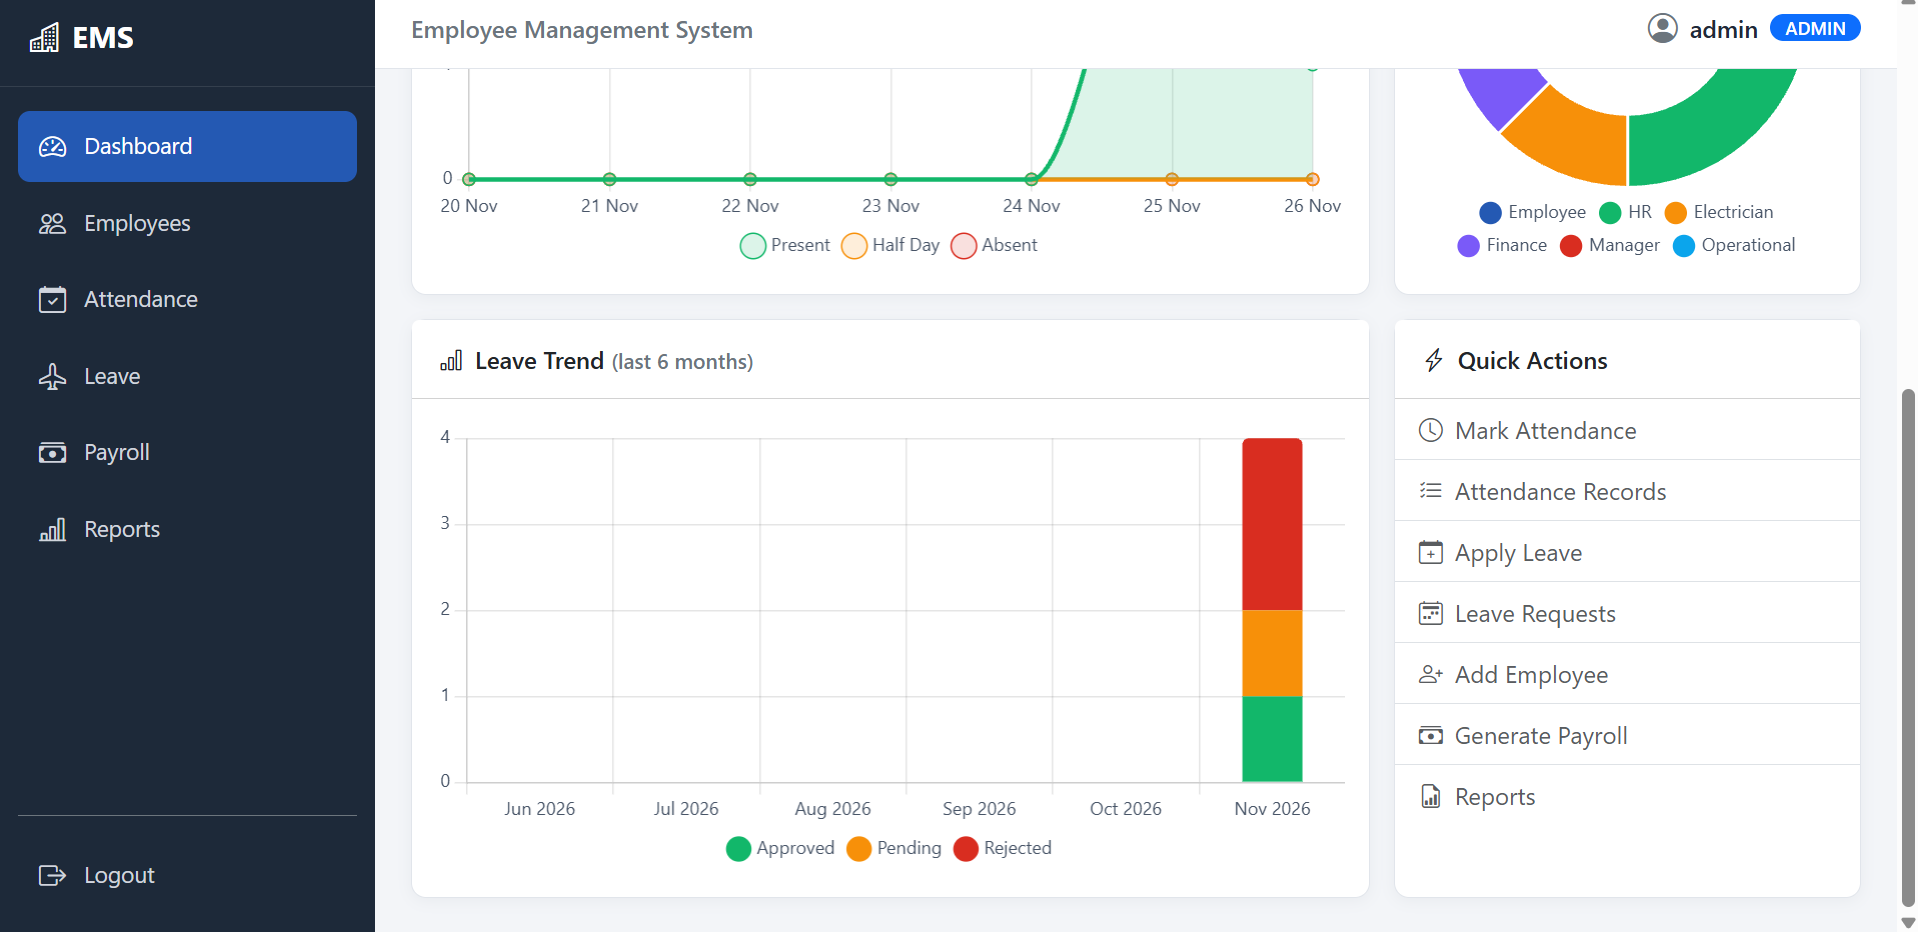 EMS
Employee Management System
admin ADMIN
Dashboard
Employees
Attendance
Leave
Payroll
Reports
Logout
0
20 Nov 21 Nov 22 Nov 23 Nov 24 Nov 25 Nov 26 Nov
Present Half Day Absent
Employee HR Electrician
Finance Manager Operational
Leave Trend (last 6 months)
4
3
2
1
0
Jun 2026 Jul 2026 Aug 2026 Sep 2026 Oct 2026 Nov 2026
Approved Pending Rejected
Quick Actions
Mark Attendance
Attendance Records
Apply Leave
Leave Requests
Add Employee
Generate Payroll
Reports